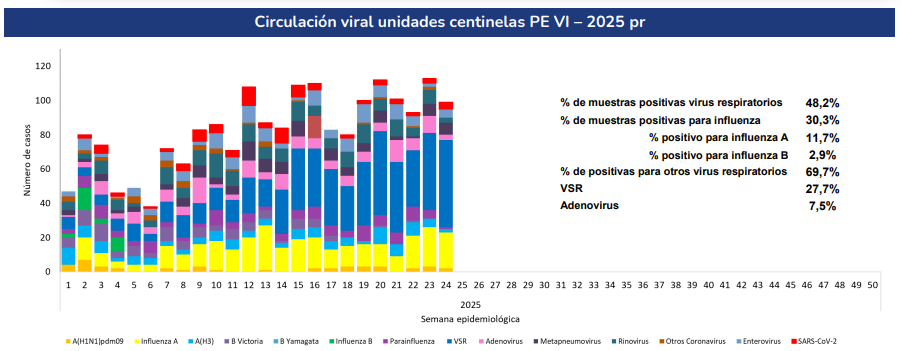 Circulación viral unidades centinelas PE VI – 2025 pr
Número de casos
120
100
80
60
40
20
0
% de muestras positivas virus respiratorios 48,2%
% de muestras positivas para influenza 30,3%
% positivo para influenza A 11,7%
% positivo para influenza B 2,9%
% de positivas para otros virus respiratorios 69,7%
VSR 27,7%
Adenovirus 7,5%
1 2 3 4 5 6 7 8 9 10 11 12 13 14 15 16 17 18 19 20 21 22 23 24 25 26 27 28 29 30 31 32 33 34 35 36 37 38 39 40 41 42 43 44 45 46 47 48 49 50
2025
Semana epidemiológica
A(H1N1)pdm09 Influenza A A(H3) B Victoria B Yamagata Influenza B Parainfluenza VSR Adenovirus Metapneumovirus Rinovirus Otros Coronavirus Enterovirus SARS-CoV-2